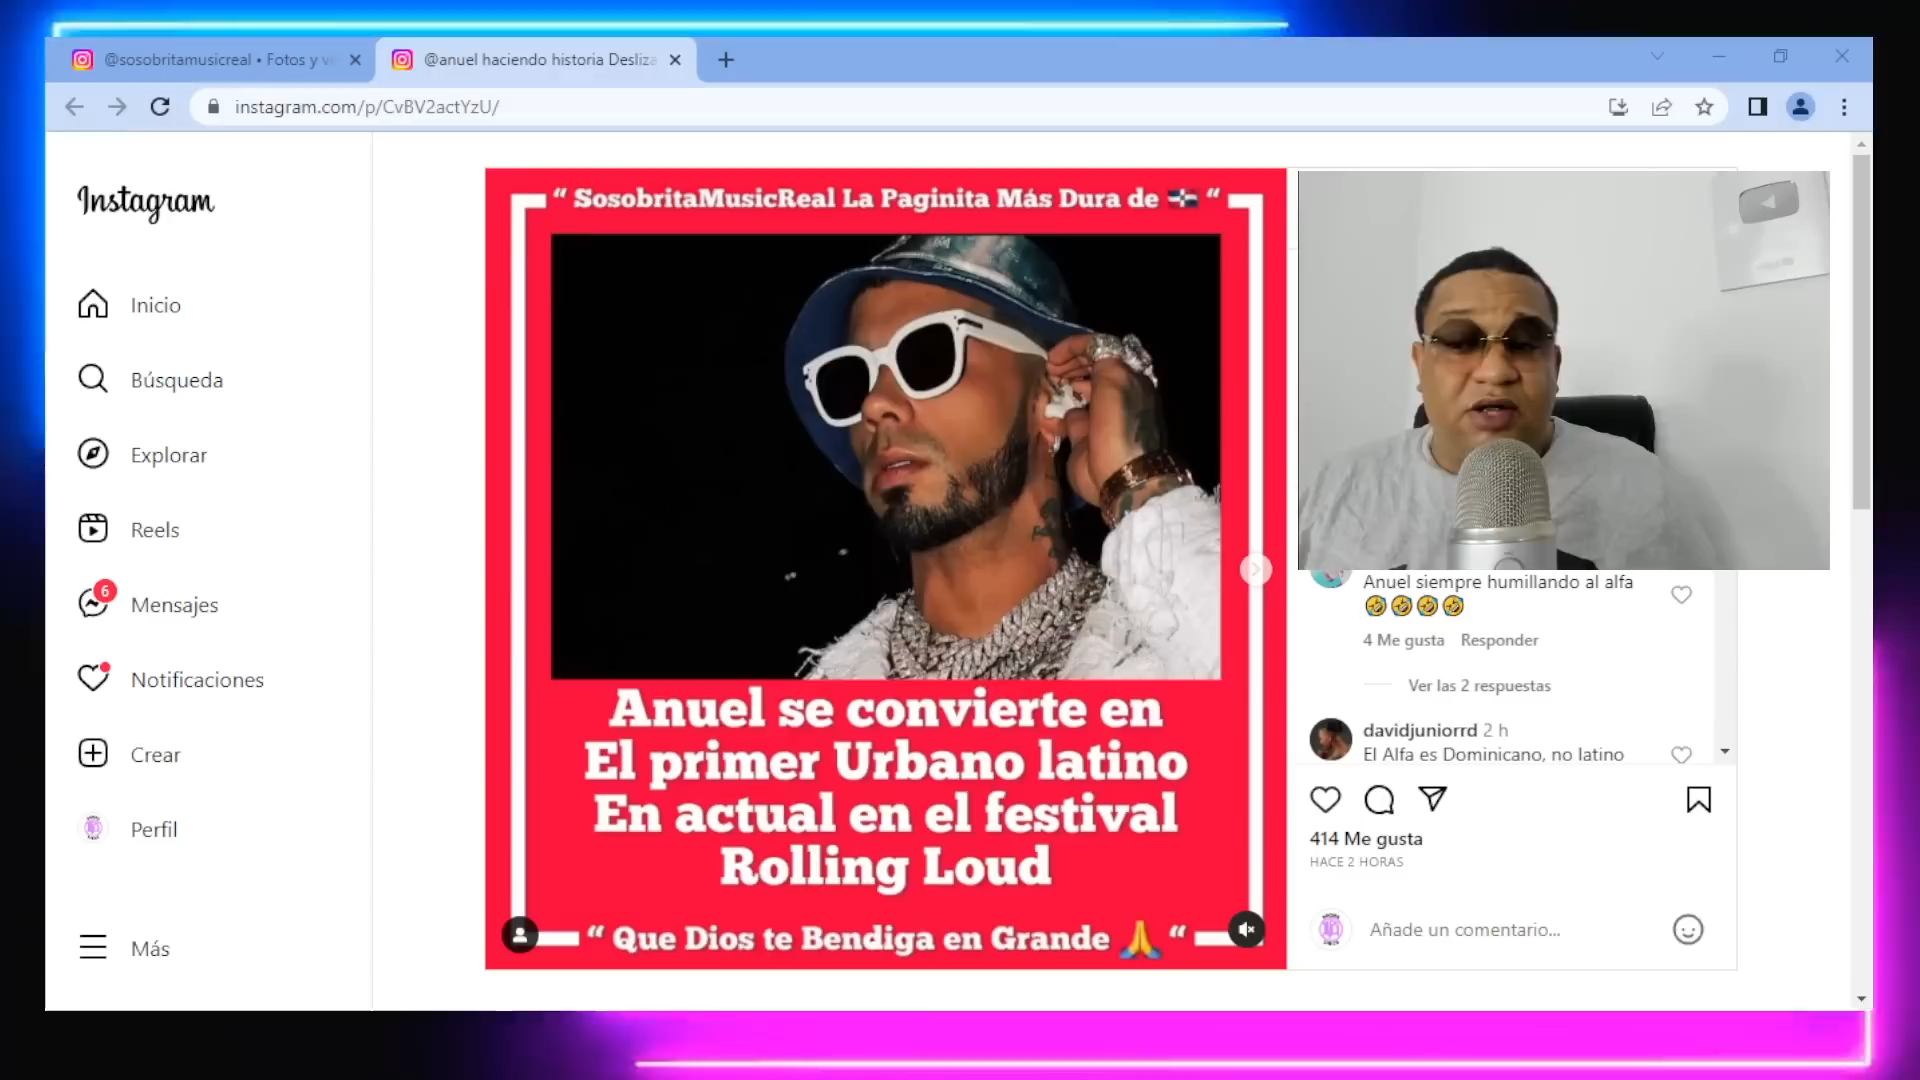 @sosobritamusicreal • Fotos y vi
@anuel haciendo historia Desliza
instagram.com/p/CvBV2actYzU/
Instagram
Inicio
Búsqueda
Explorar
Reels
6
Mensajes
Notificaciones
Crear
Perfil
Más
“ SosobritaMusicReal La Paginita Más Dura de 🇩🇴 “
Anuel se convierte en
El primer Urbano latino
En actual en el festival
Rolling Loud
“ Que Dios te Bendiga en Grande 🙏 “
Anuel siempre humillando al alfa
🤣🤣🤣🤣
4 Me gusta Responder
Ver las 2 respuestas
davidjuniorrd 2 h
El Alfa es Dominicano, no latino
414 Me gusta
HACE 2 HORAS
Añade un comentario...